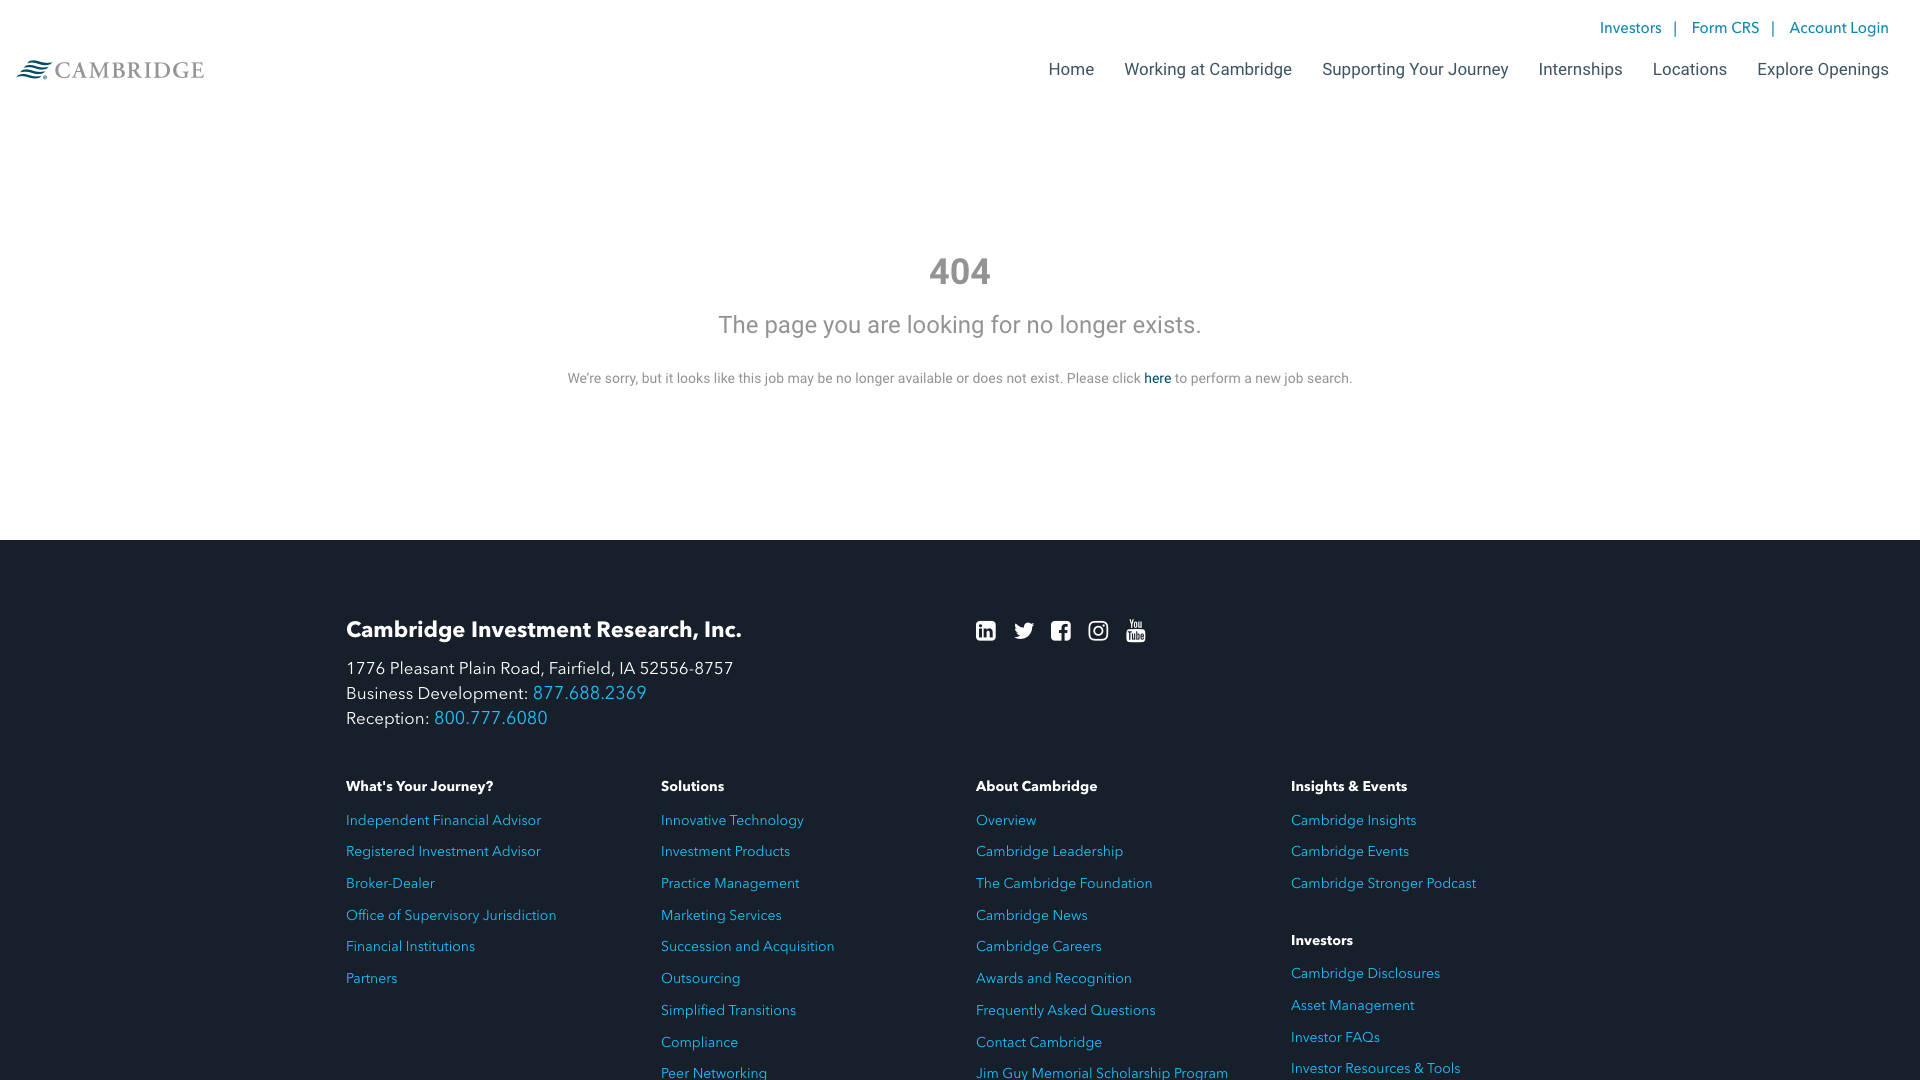 Investors | Form CRS | Account Login
CAMBRIDGE
Home Working at Cambridge Supporting Your Journey Internships Locations Explore Openings
404
The page you are looking for no longer exists.
We're sorry, but it looks like this job may be no longer available or does not exist. Please click here to perform a new job search.
Cambridge Investment Research, Inc.
1776 Pleasant Plain Road, Fairfield, IA 52556-8757
Business Development: 877.688.2369
Reception: 800.777.6080
You
Tube
What's Your Journey?
Independent Financial Advisor
Registered Investment Advisor
Broker-Dealer
Office of Supervisory Jurisdiction
Financial Institutions
Partners
Solutions
Innovative Technology
Investment Products
Practice Management
Marketing Services
Succession and Acquisition
Outsourcing
Simplified Transitions
Compliance
Peer Networking
About Cambridge
Overview
Cambridge Leadership
The Cambridge Foundation
Cambridge News
Cambridge Careers
Awards and Recognition
Frequently Asked Questions
Contact Cambridge
Jim Guy Memorial Scholarship Program
Insights & Events
Cambridge Insights
Cambridge Events
Cambridge Stronger Podcast
Investors
Cambridge Disclosures
Asset Management
Investor FAQs
Investor Resources & Tools